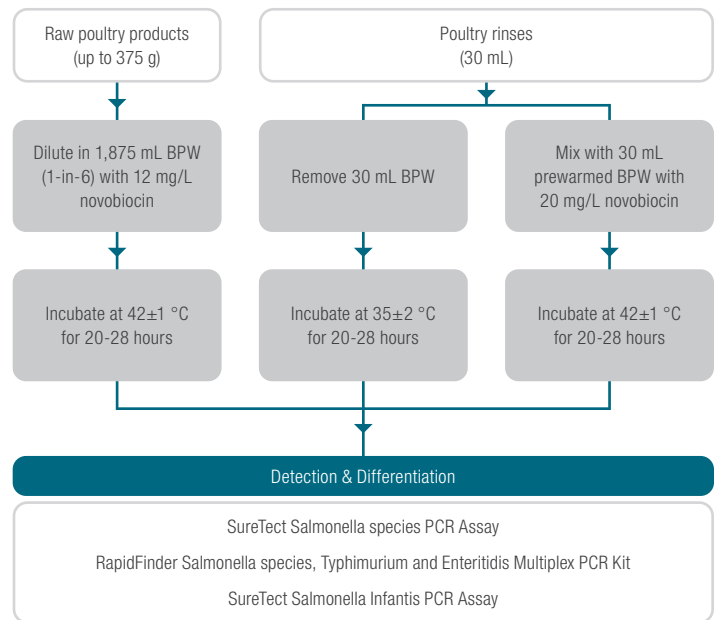 Raw poultry products
(up to 375 g)
Poultry rinses
(30 mL)
Dilute in 1,875 mL BPW
(1-in-6) with 12 mg/L
novobiocin
Remove 30 mL BPW
Mix with 30 mL
prewarmed BPW with
20 mg/L novobiocin
Incubate at 42±1 °C
for 20-28 hours
Incubate at 35±2 °C
for 20-28 hours
Incubate at 42±1 °C
for 20-28 hours
Detection & Differentiation
SureTect Salmonella species PCR Assay
RapidFinder Salmonella species, Typhimurium and Enteritidis Multiplex PCR Kit
SureTect Salmonella Infantis PCR Assay